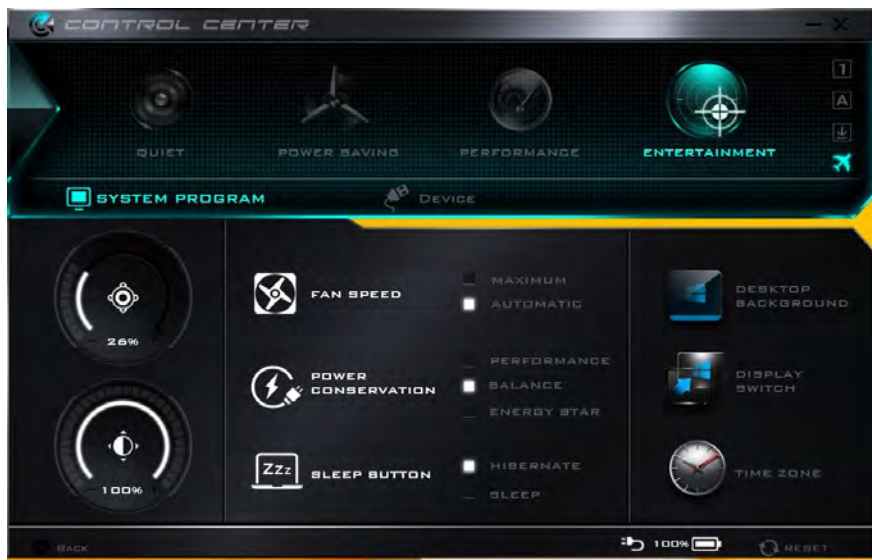 CONTROL CENTER
1
A
QUIET
POWER SAVING
PERFORMANCE
ENTERTAINMENT
SYSTEM PROGRAM
DEVICE
26%
100%
FAN SPEED
MAXIMUM
AUTOMATIC
POWER
CONSERVATION
PERFORMANCE
BALANCE
ENERGY STAR
ZZZ
SLEEP BUTTON
HIBERNATE
SLEEP
DESKTOP
BACKGROUND
DISPLAY
SWITCH
TIME ZONE
BACK
100%
RESET